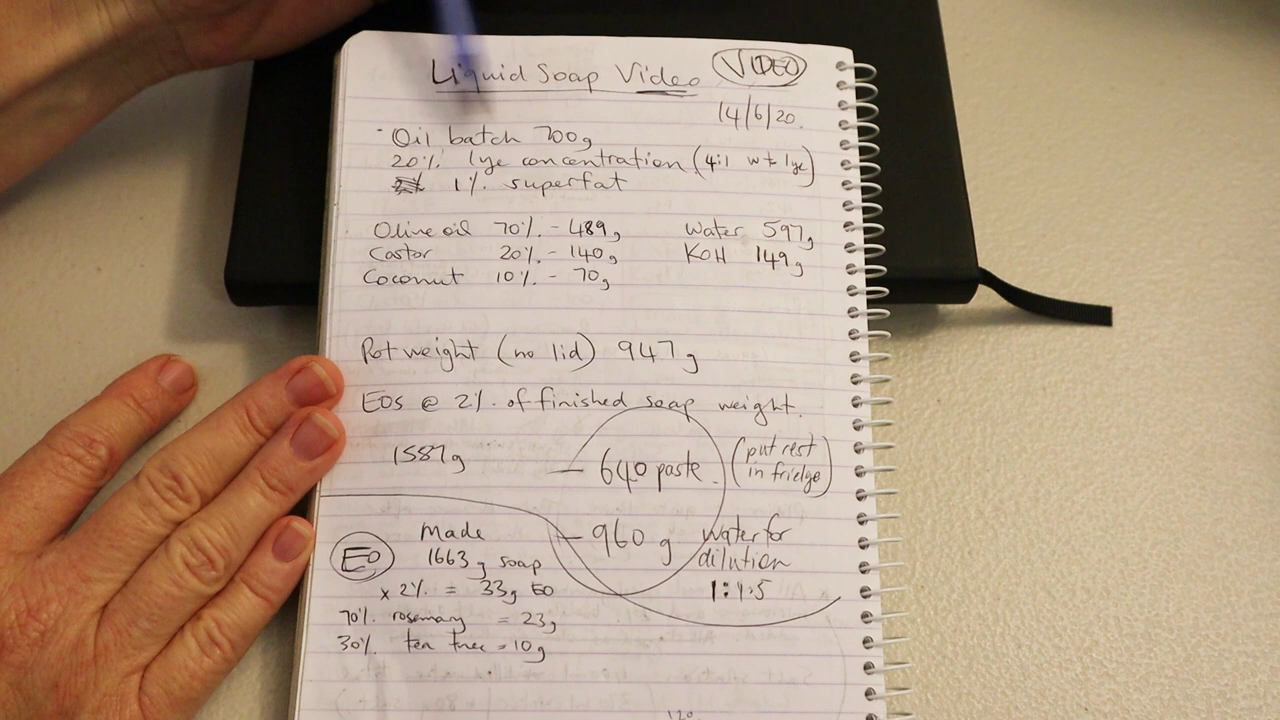 Liquid Soap Video
VIDEO
14/6/20.
Oil batch 700g
20% lye concentration (4:1 w to lye)
1% superfat
Olive oil 70% - 489g
Water 597g
Castor 20% - 140g
KOH 149g
Coconut 10% - 70g
Pot weight (no lid) 947g
EOs @ 2% of finished soap weight.
1587g
- 640 paste
(put rest in fridge)
- 960 g
water for dilution
1:1.5
EO
Made
1663g soap
x 2% = 33g EO
70% rosemary = 23g
30% tea tree = 10g
120